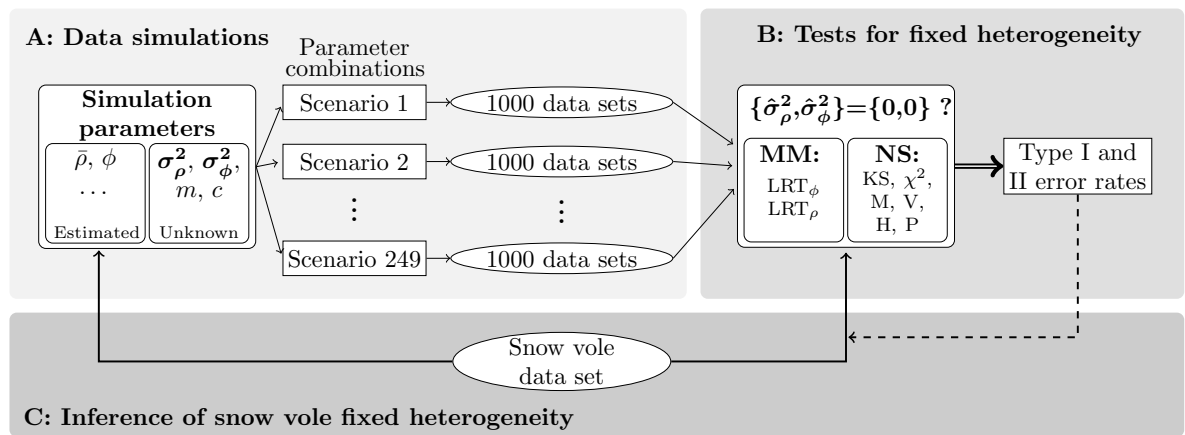 A: Data simulations
Parameter
combinations
Simulation
parameters
ρ̄, ϕ
...
Estimated
σ²ρ, σ²ϕ,
m, c
Unknown
Scenario 1
Scenario 2
⋮
Scenario 249
1000 data sets
1000 data sets
⋮
1000 data sets
B: Tests for fixed heterogeneity
{σ̂²ρ,σ̂²ϕ}={0,0} ?
MM:
LRTϕ
LRTρ
NS:
KS, χ²,
M, V,
H, P
Type I and
II error rates
Snow vole
data set
C: Inference of snow vole fixed heterogeneity